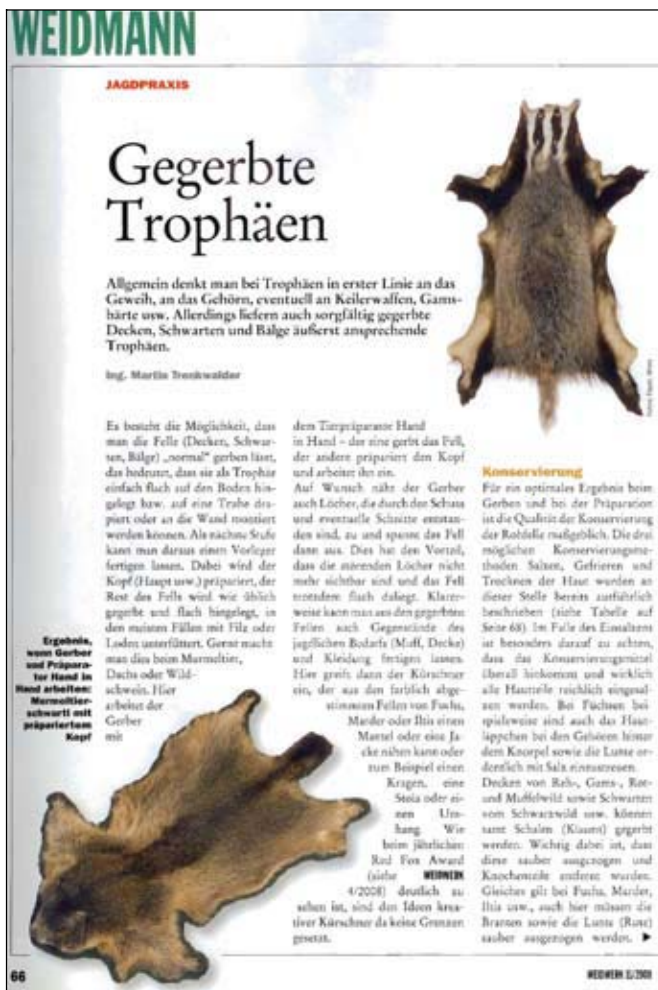 WEIDMANN
JAGDPRAXIS
Gegerbte
Trophäen
Allgemein denkt man bei Trophäen in erster Linie an das
Geweih, an das Gehörn, eventuell an Keilerwaffen, Gams-
bärte usw. Allerdings liefern auch sorgfältig gegerbte
Decken, Schwarten und Bälge äußerst ansprechende
Trophäen.
Ing. Martin Trenkwalder
Es besteht die Möglichkeit, dass
man die Felle (Decken, Schwar-
ten, Bälge) „normal" gerben lässt,
das bedeutet, dass sie als Trophäe
einfach flach auf den Boden hin-
gelegt bzw. auf eine Truhe dra-
piert oder an die Wand montiert
werden können. Als nächste Stufe
kann man daraus einen Vorleger
fertigen lassen. Dabei wird der
Kopf (Haupt usw.) präpariert, der
Rest des Fells wird wie üblich
gegerbt und flach hingelegt, in
den meisten Fällen mit Filz oder
Loden unterfüttert. Gerne macht
man dies beim Murmeltier,
Dachs oder Wild-
schwein. Hier
arbeitet der
Gerber
mit
dem Tierpräparator Hand
in Hand – der eine gerbt das Fell,
der andere präpariert den Kopf
und arbeitet ihn ein.
Auf Wunsch näht der Gerber
auch Löcher, die durch den Schuss
und eventuelle Schnitte entstan-
den sind, zu und spannt das Fell
dann aus. Dies hat den Vorteil,
dass die störenden Löcher nicht
mehr sichtbar sind und das Fell
trotzdem flach daliegt. Klarer-
weise kann man aus den gegerbten
Fellen auch Gegenstände des
jagdlichen Bedarfs (Muff, Decke)
und Kleidung fertigen lassen.
Hier greift dann der Kürschner
ein, der aus den farblich abge-
stimmten Fellen von Fuchs,
Marder oder Iltis einen
Mantel oder eine Ja-
cke nähen kann oder
zum Beispiel einen
Kragen, eine
Stola oder ei-
nen Um-
hang. Wie
beim jährlichen
Red Fox Award
(siehe WEIDWERK
4/2008) deutlich zu
sehen ist, sind den Ideen krea-
tiver Kürschner da keine Grenzen
gesetzt.
Konservierung
Für ein optimales Ergebnis beim
Gerben und bei der Präparation
ist die Qualität der Konservierung
der Rohfelle maßgeblich. Die drei
möglichen Konservierungsme-
thoden Salzen, Gefrieren und
Trocknen der Haut wurden an
dieser Stelle bereits ausführlich
beschrieben (siehe Tabelle auf
Seite 68). Im Falle des Einsalzens
ist besonders darauf zu achten,
dass das Konservierungsmittel
überall hinkommt und wirklich
alle Hautteile reichlich eingesal-
zen werden. Bei Füchsen bei-
spielsweise sind auch das Haut-
läppchen bei den Gehören hinter
dem Knorpel sowie die Lunte or-
dentlich mit Salz einzustreuen.
Decken von Reh-, Gams-, Rot-
und Muffelwild sowie Schwarten
vom Schwarzwild usw. können
samt Schalen (Klauen) gegerbt
werden. Wichtig dabei ist, dass
diese sauber ausgezogen und
Knochenteile entfernt wurden.
Gleiches gilt bei Fuchs, Marder,
Iltis usw., auch hier müssen die
Branten sowie die Lunte (Rute)
sauber ausgezogen werden. ▶
Ergebnis,
wenn Gerber
und Präpara-
tor Hand in
Hand arbeiten:
Murmeltier-
schwartl mit
präpariertem
Kopf
66
WEIDWERK 11/2008